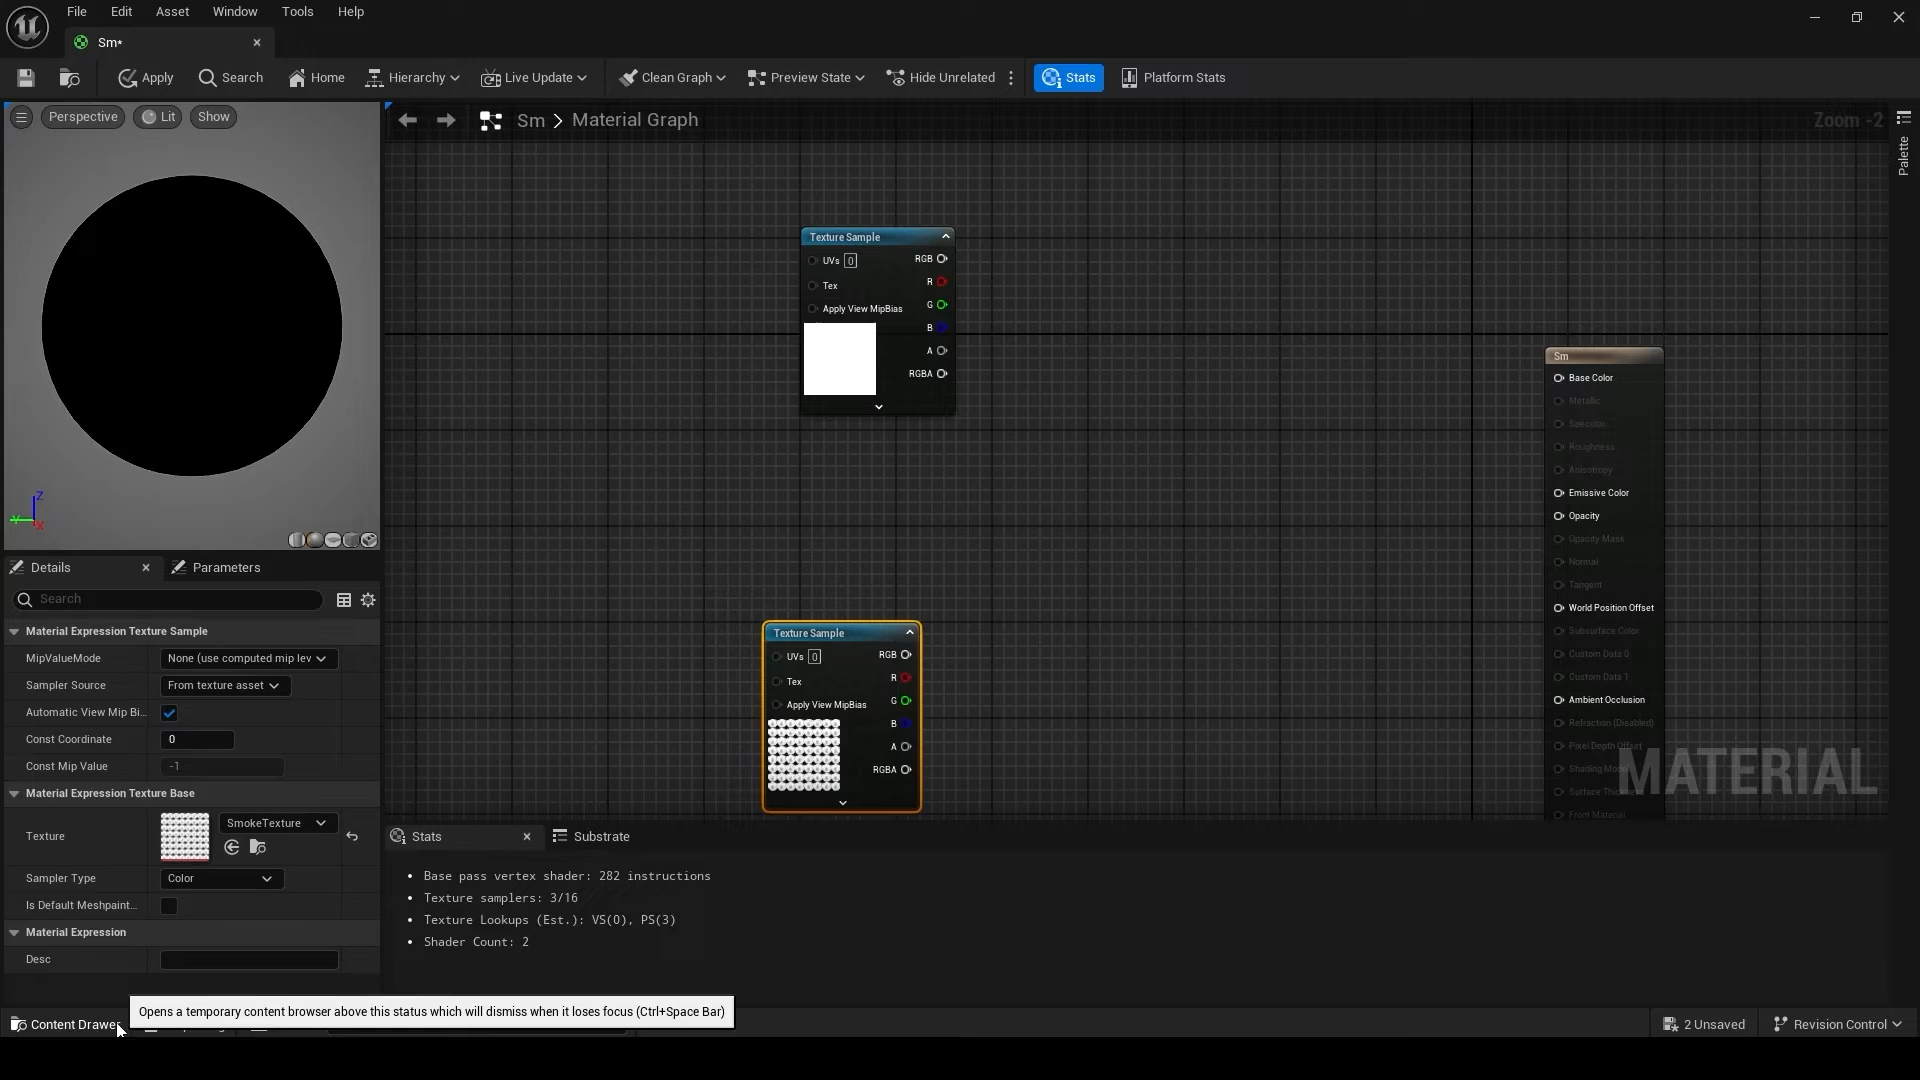 File Edit Asset Window Tools Help
Sm*
Apply Search Home Hierarchy Live Update Clean Graph Preview State Hide Unrelated Stats Platform Stats
Perspective Lit Show
Sm > Material Graph
Zoom -2
Palette
Texture Sample
UVs 0 RGB
R
Tex
G
Apply View MipBias
B
A
RGBA
Sm
Base Color
Metallic
Specular
Roughness
Anisotropy
Emissive Color
Opacity
Opacity Mask
Normal
Tangent
World Position Offset
Subsurface Color
Custom Data 0
Custom Data 1
Ambient Occlusion
Refraction (Disabled)
Pixel Depth Offset
Front Material
MATERIAL
Z
Y
X
Texture Sample
UVs 0 RGB
R
Tex
G
Apply View MipBias
B
A
RGBA
Details Parameters
Search
Material Expression Texture Sample
MipValueMode None (use computed mip lev
Sampler Source From texture asset
Automatic View Mip Bi...
Const Coordinate 0
Const Mip Value -1
Material Expression Texture Base
Texture SmokeTexture
Sampler Type Color
Is Default Meshpaint...
Material Expression
Desc
Stats Substrate
• Base pass vertex shader: 282 instructions
• Texture samplers: 3/16
• Texture Lookups (Est.): VS(0), PS(3)
• Shader Count: 2
Opens a temporary content browser above this status which will dismiss when it loses focus (Ctrl+Space Bar)
Content Drawer
2 Unsaved Revision Control